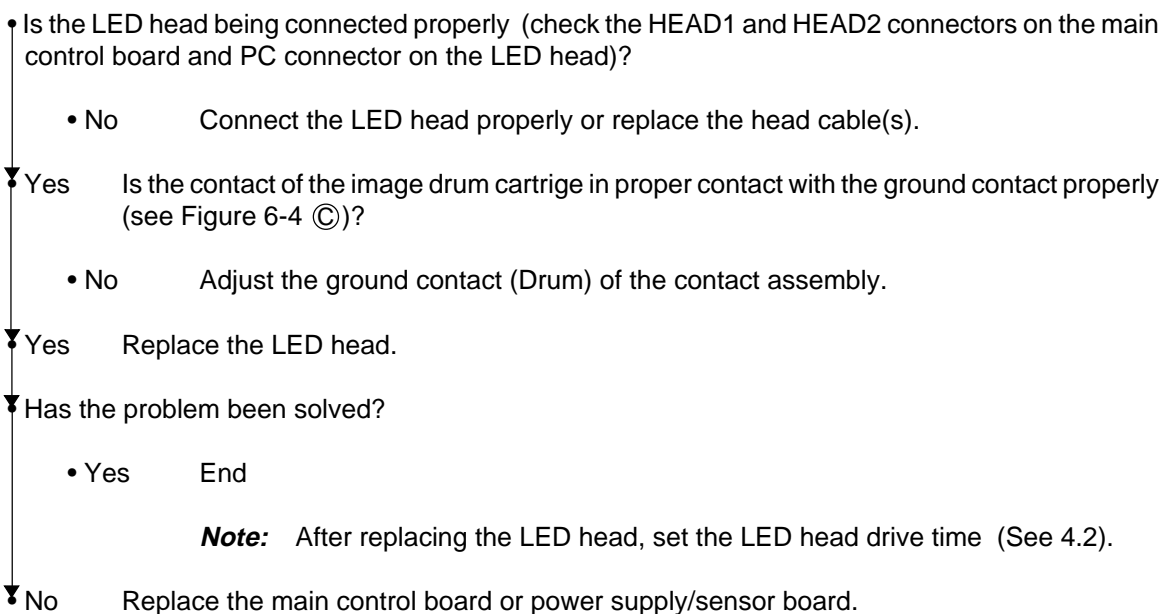 • Is the LED head being connected properly (check the HEAD1 and HEAD2 connectors on the main
control board and PC connector on the LED head)?
• No Connect the LED head properly or replace the head cable(s).
• Yes Is the contact of the image drum cartrige in proper contact with the ground contact properly
(see Figure 6-4 Ⓒ)?
• No Adjust the ground contact (Drum) of the contact assembly.
• Yes Replace the LED head.
• Has the problem been solved?
• Yes End
Note: After replacing the LED head, set the LED head drive time (See 4.2).
• No Replace the main control board or power supply/sensor board.